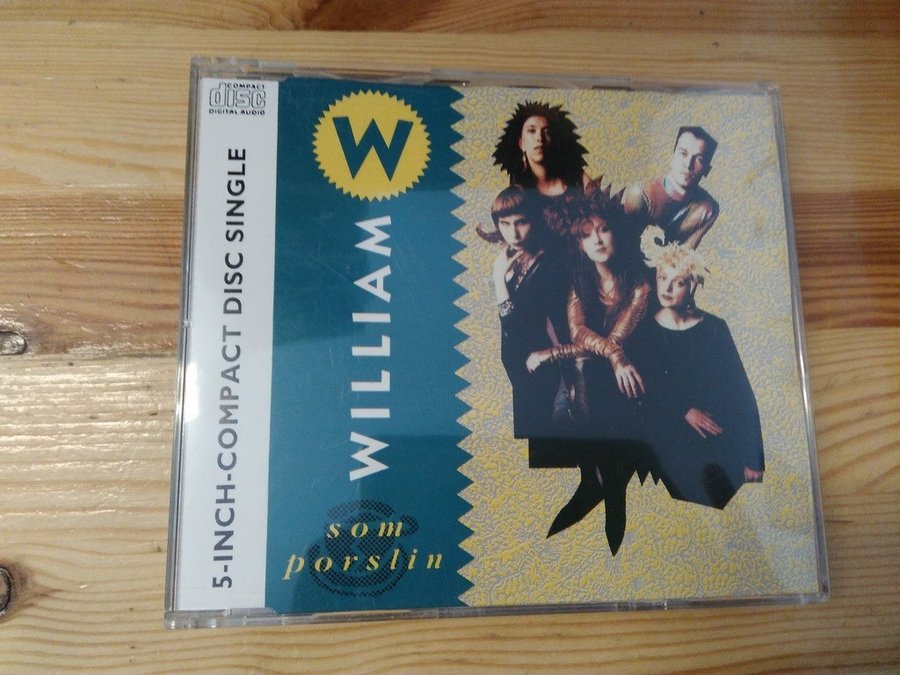 COMPACT
disc
DIGITAL AUDIO
5-INCH-COMPACT DISC SINGLE
W
WILLIAM
som
porslin